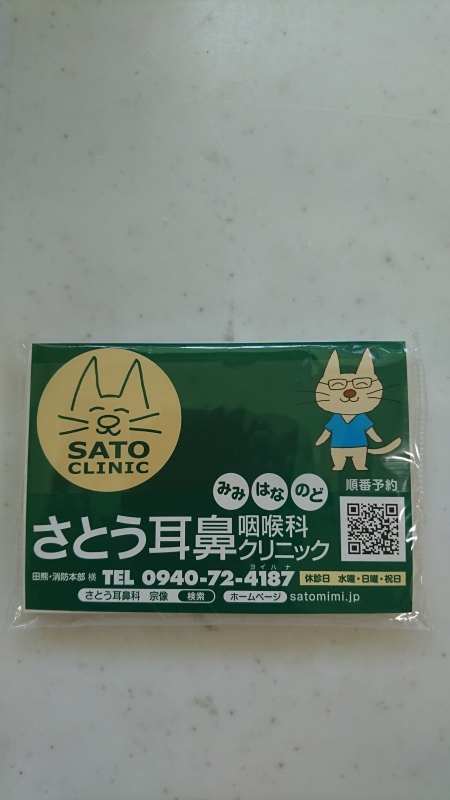 SATO
CLINIC
みみ はな のど
順番予約
さとう耳鼻咽喉科クリニック
ヨイハナ
田熊・消防本部 横 TEL 0940-72-4187 休診日 水曜・日曜・祝日
さとう耳鼻科 宗像 検索 ホームページ satomimi.jp